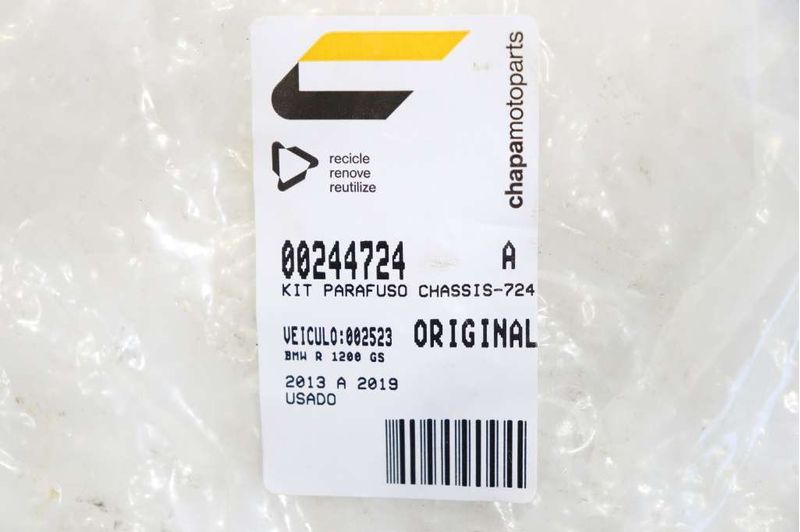 chapamotoparts
recicle
renove
reutilize
00244724 A
KIT PARAFUSO CHASSIS-724
VEICULO:002523 ORIGINAL
BMW R 1200 GS
2013 A 2019
USADO